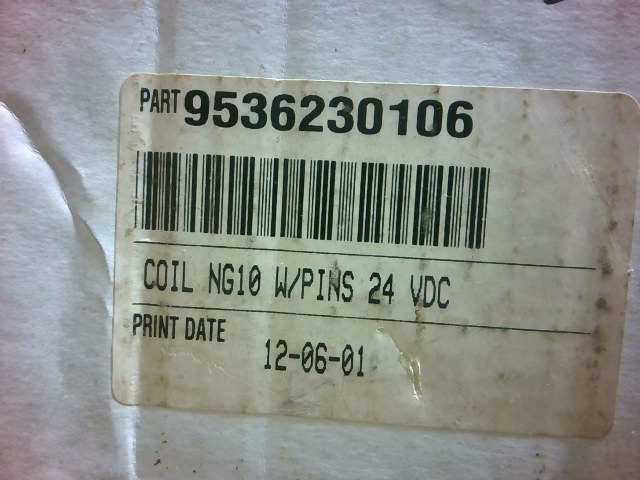 PART 9536230106
COIL NG10 W/PINS 24 VDC
PRINT DATE
12-06-01